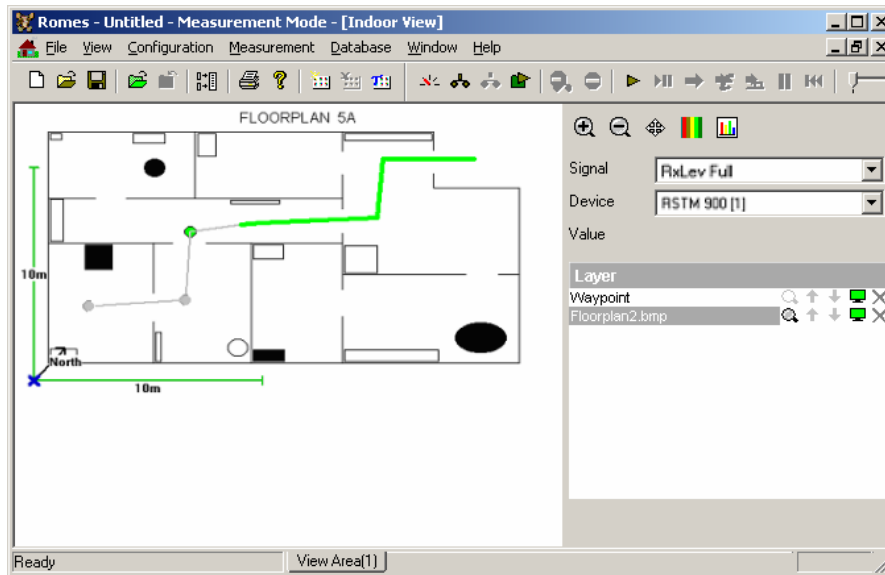 Romes - Untitled - Measurement Mode - [Indoor View]
File View Configuration Measurement Database Window Help
FLOORPLAN 5A
10m
North
10m
Signal RxLev Full
Device RSTM 900 [1]
Value
Layer
Waypoint
Floorplan2.bmp
Ready View Area(1)